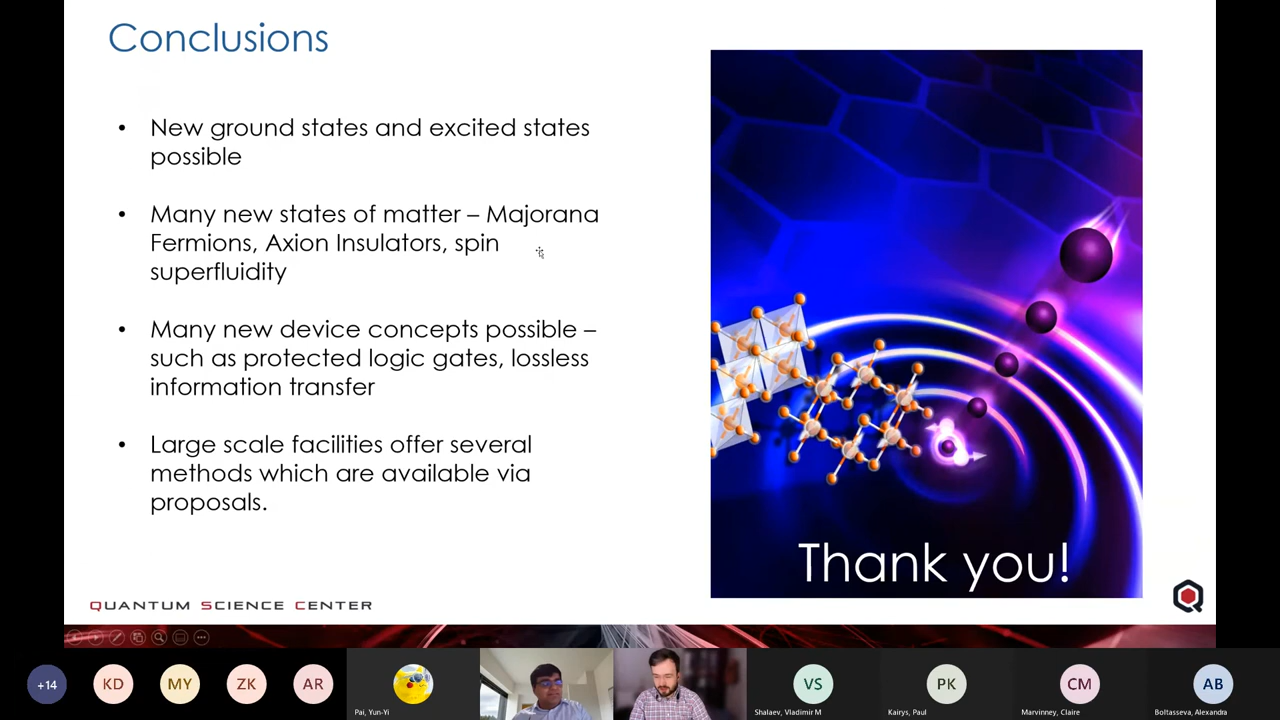 Conclusions
• New ground states and excited states
possible
• Many new states of matter – Majorana
Fermions, Axion Insulators, spin
superfluidity
• Many new device concepts possible –
such as protected logic gates, lossless
information transfer
• Large scale facilities offer several
methods which are available via
proposals.
Thank you!
QUANTUM SCIENCE CENTER
+14
KD
MY
ZK
AR
VS
PK
CM
AB
Pai, Yun-Yi
Shalaev, Vladimir M
Kairys, Paul
Marvinney, Claire
Boltasseva, Alexandra